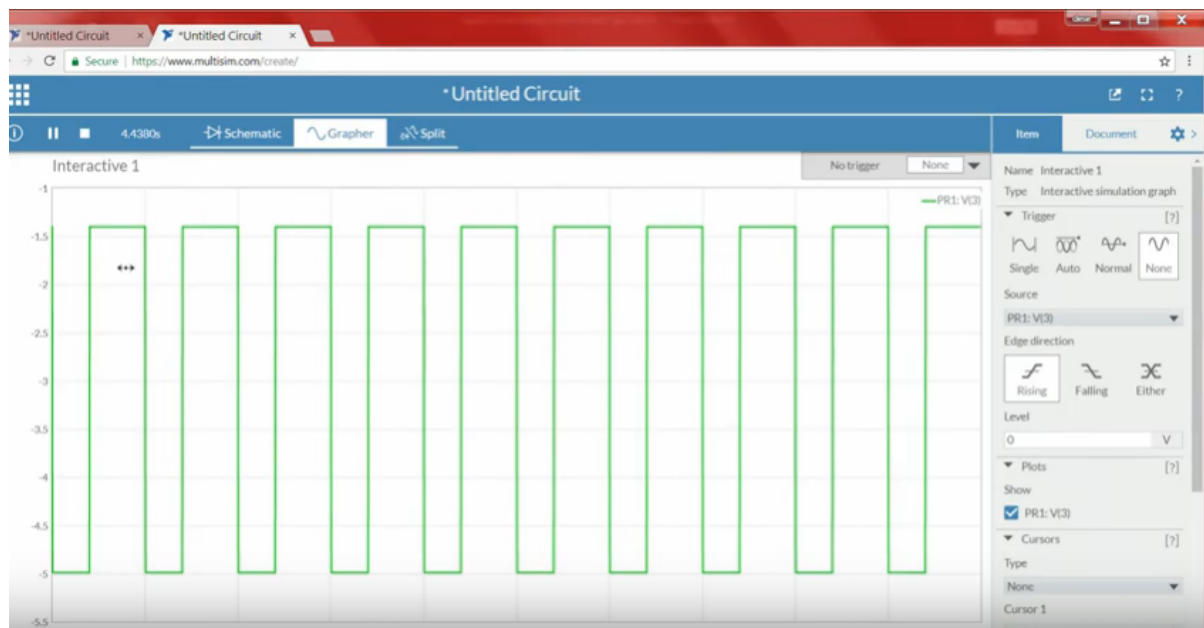 *Untitled Circuit ×
*Untitled Circuit ×
Secure | https://www.multisim.com/create/
*Untitled Circuit
?
4.4380s Schematic Grapher Split Item Document
Interactive 1
No trigger None
PR1: V(3)
-1
-1.5
-2
-2.5
-3
-3.5
-4
-4.5
-5
-5.5
Name Interactive 1
Type Interactive simulation graph
Trigger [?]
Single Auto Normal None
Source
PR1: V(3)
Edge direction
Rising Falling Either
Level
0 V
Plots [?]
Show
PR1: V(3)
Cursors [?]
Type
None
Cursor 1